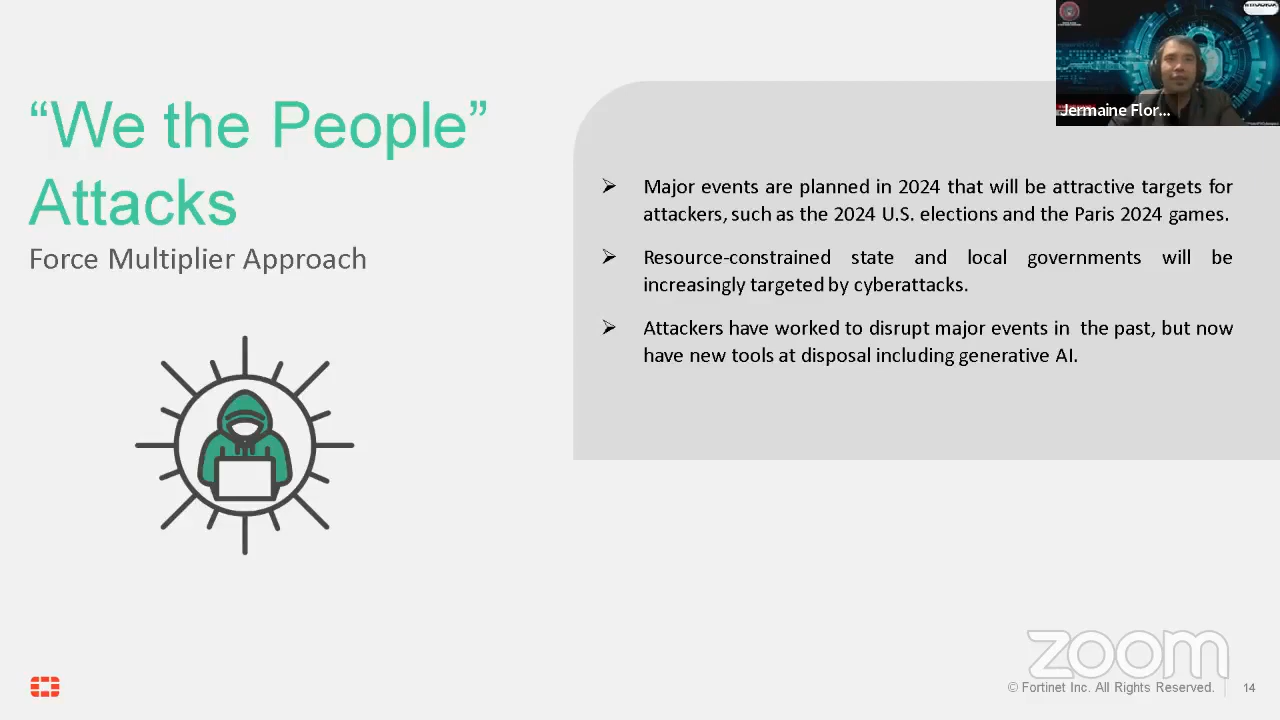 “We the People”
Attacks
Force Multiplier Approach
Jermaine Flor...
➢ Major events are planned in 2024 that will be attractive targets for
attackers, such as the 2024 U.S. elections and the Paris 2024 games.
➢ Resource-constrained state and local governments will be
increasingly targeted by cyberattacks.
➢ Attackers have worked to disrupt major events in the past, but now
have new tools at disposal including generative AI.
zoom
© Fortinet Inc. All Rights Reserved. 14